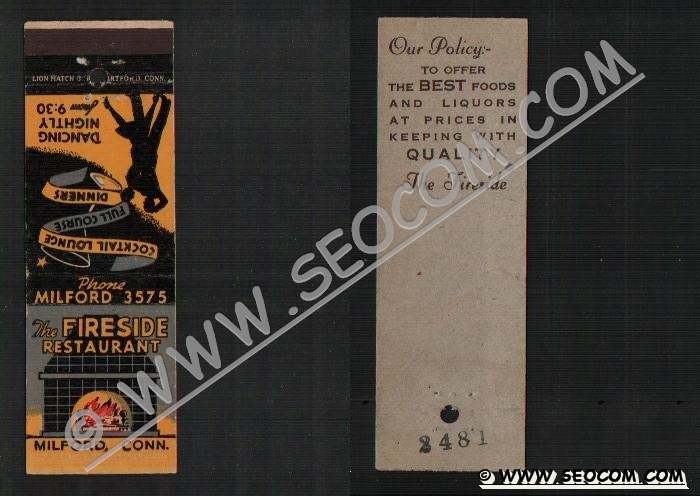 LION MATCH
HARTFORD, CONN.
DANCING
NIGHTLY
from 9:30
COCKTAIL LOUNGE
FULL COURSE
DINNERS
Phone
MILFORD 3575
The FIRESIDE
RESTAURANT
MILFORD, CONN.
Our Policy:-
TO OFFER
THE BEST FOODS
AND LIQUORS
AT PRICES IN
KEEPING WITH
QUALITY
The Fireside
2481
© WWW.SEOCOM.COM
© WWW.SEOCOM.COM